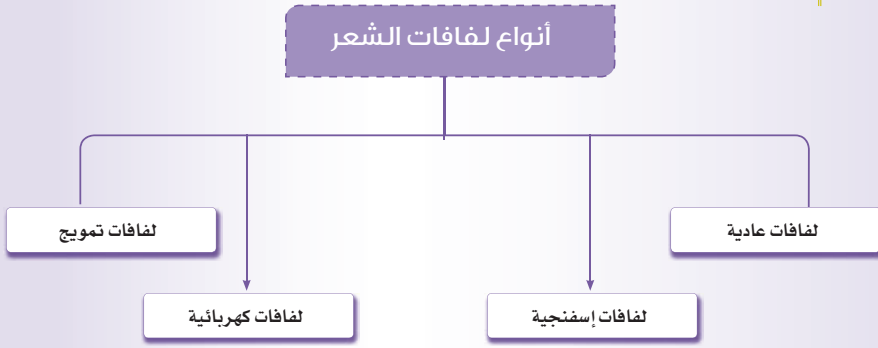 أنواع لفافات الشعر
لفافات عادية
لفافات إسفنجية
لفافات كهربائية
لفافات تمويج